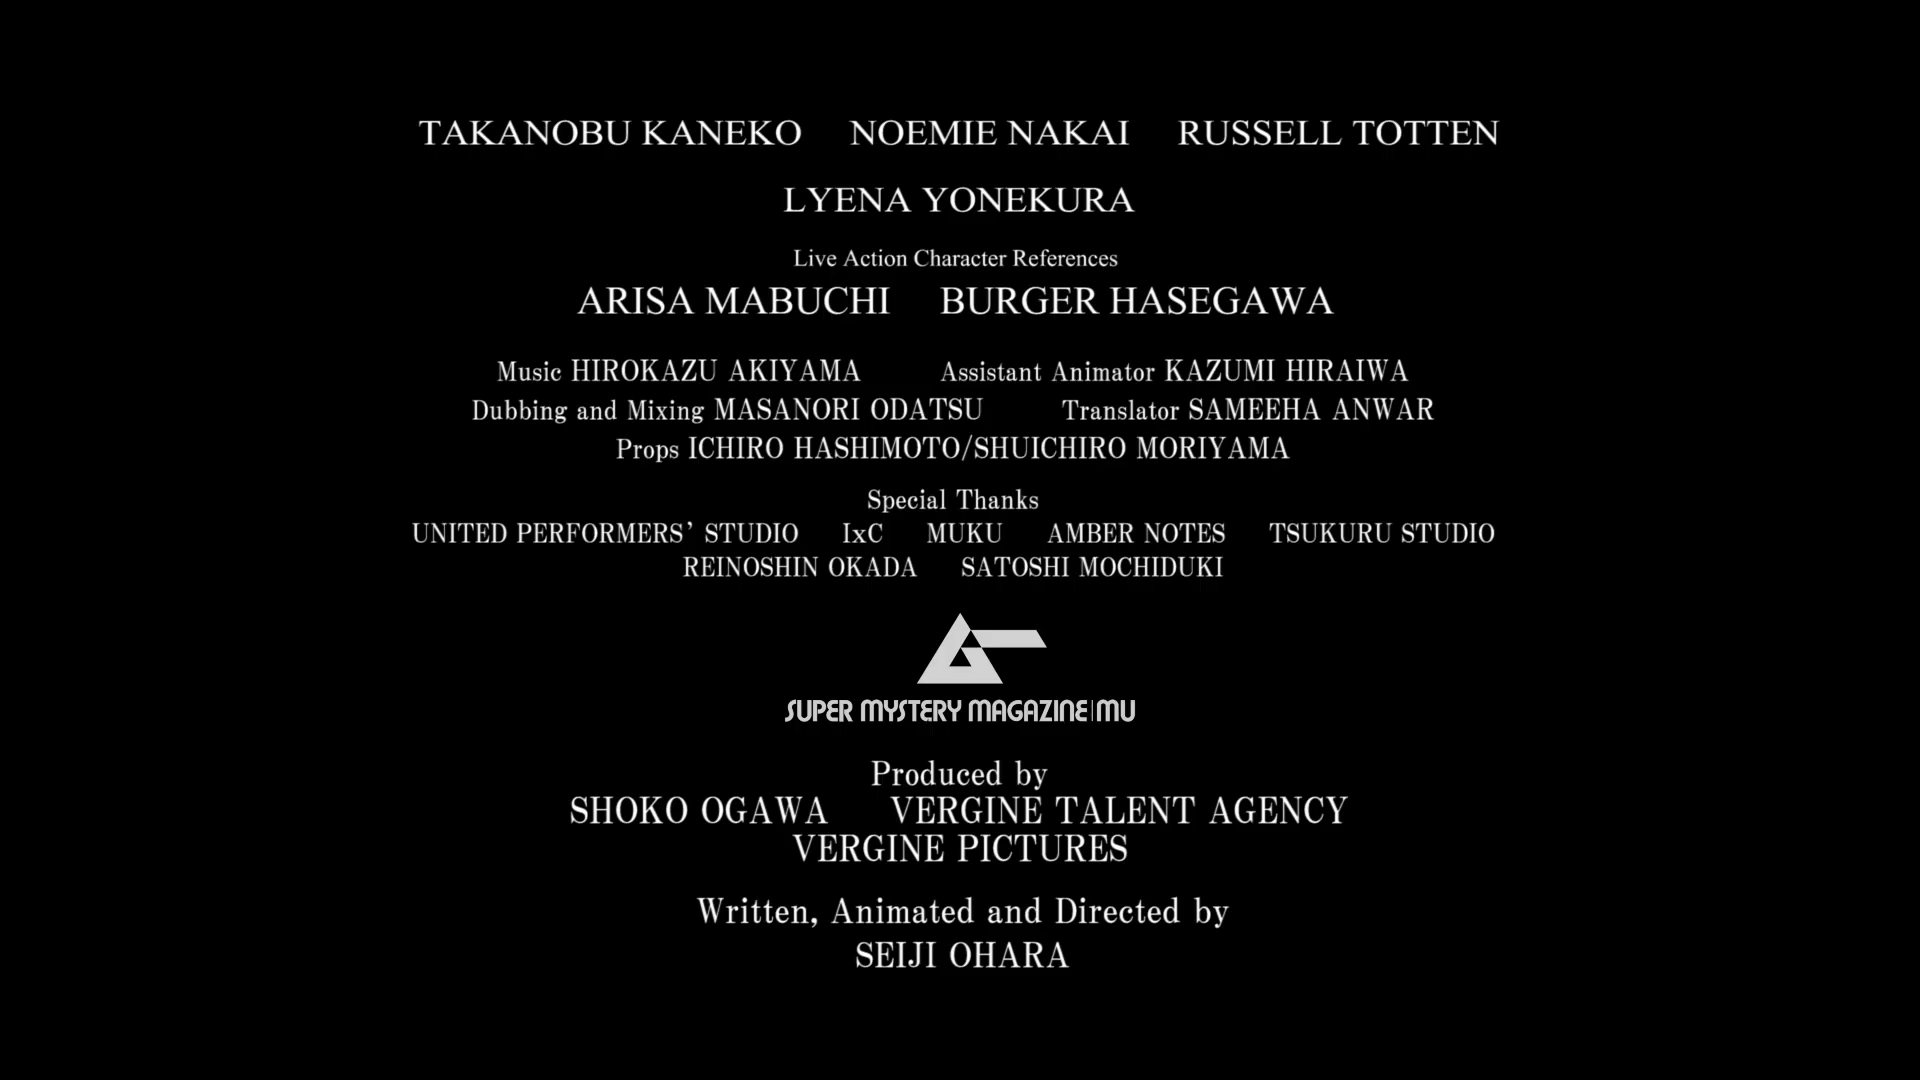 TAKANOBU KANEKO NOEMIE NAKAI RUSSELL TOTTEN
LYENA YONEKURA
Live Action Character References
ARISA MABUCHI BURGER HASEGAWA
Music HIROKAZU AKIYAMA Assistant Animator KAZUMI HIRAIWA
Dubbing and Mixing MASANORI ODATSU Translator SAMEEHA ANWAR
Props ICHIRO HASHIMOTO/SHUICHIRO MORIYAMA
Special Thanks
UNITED PERFORMERS’ STUDIO IxC MUKU AMBER NOTES TSUKURU STUDIO
REINOSHIN OKADA SATOSHI MOCHIDUKI
SUPER MYSTERY MAGAZINE|MU
Produced by
SHOKO OGAWA VERGINE TALENT AGENCY
VERGINE PICTURES
Written, Animated and Directed by
SEIJI OHARA